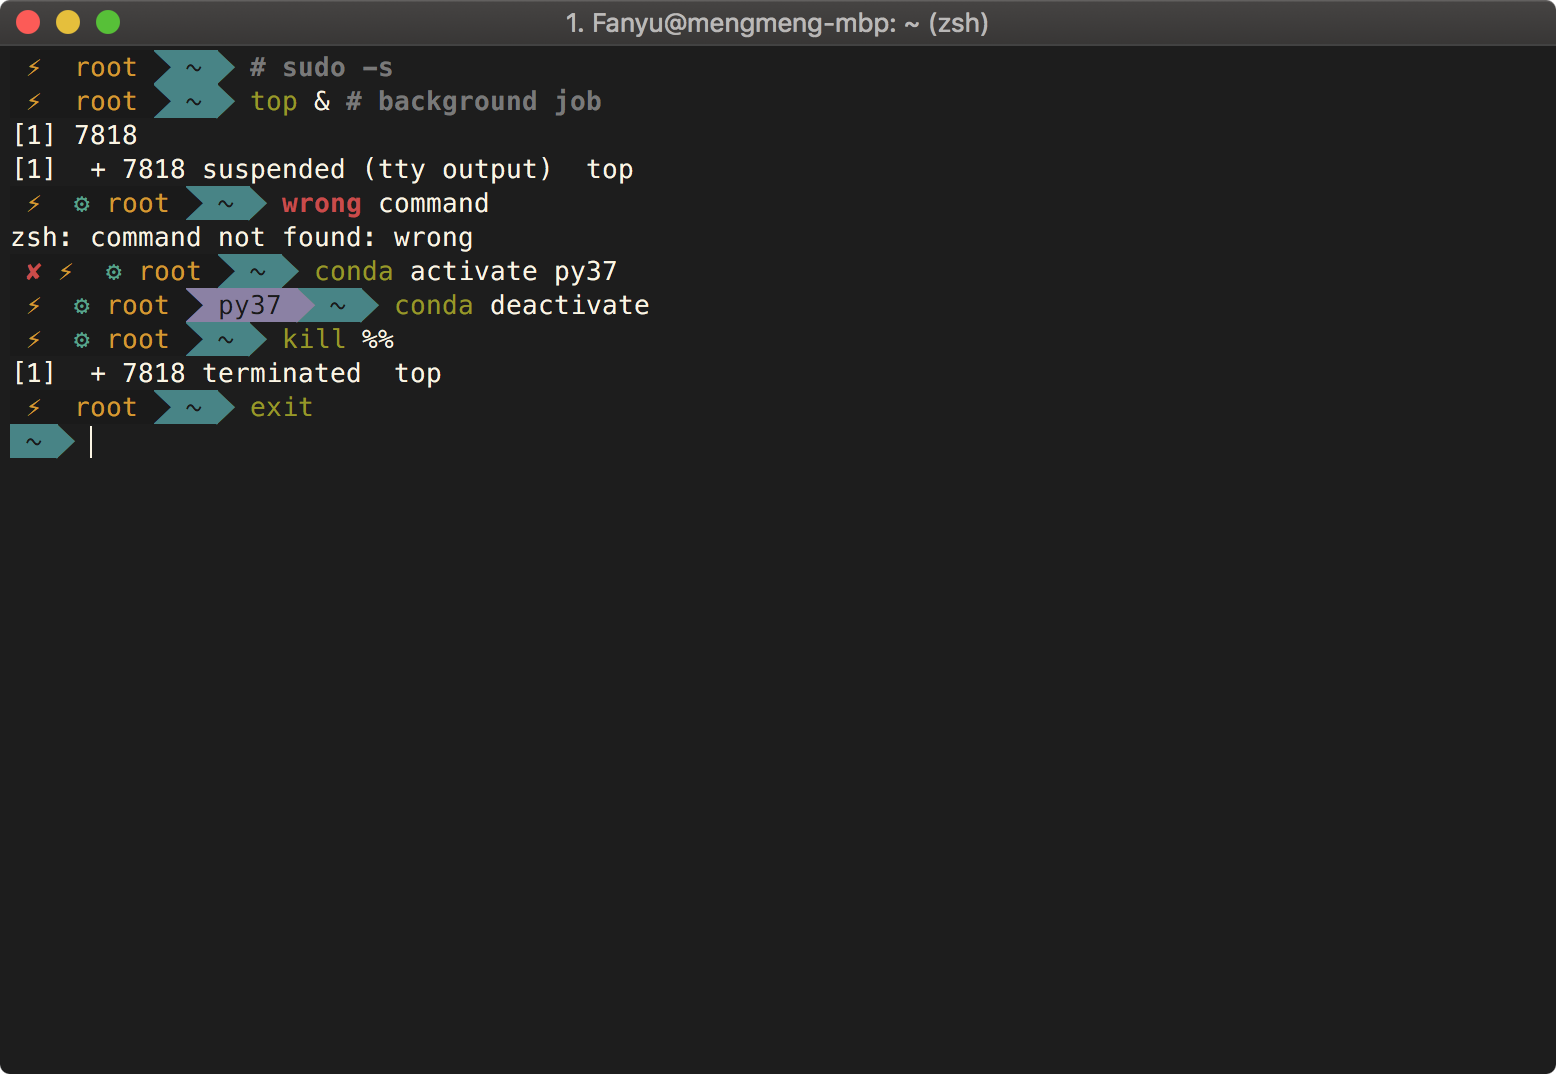 1. Fanyu@mengmeng-mbp: ~ (zsh)
⚡ root ~ # sudo -s
⚡ root ~ top & # background job
[1] 7818
[1]  + 7818 suspended (tty output)  top
⚡ ⚙ root ~ wrong command
zsh: command not found: wrong
✘ ⚡ ⚙ root ~ conda activate py37
⚡ ⚙ root py37 ~ conda deactivate
⚡ ⚙ root ~ kill %%
[1]  + 7818 terminated  top
⚡ root ~ exit
~